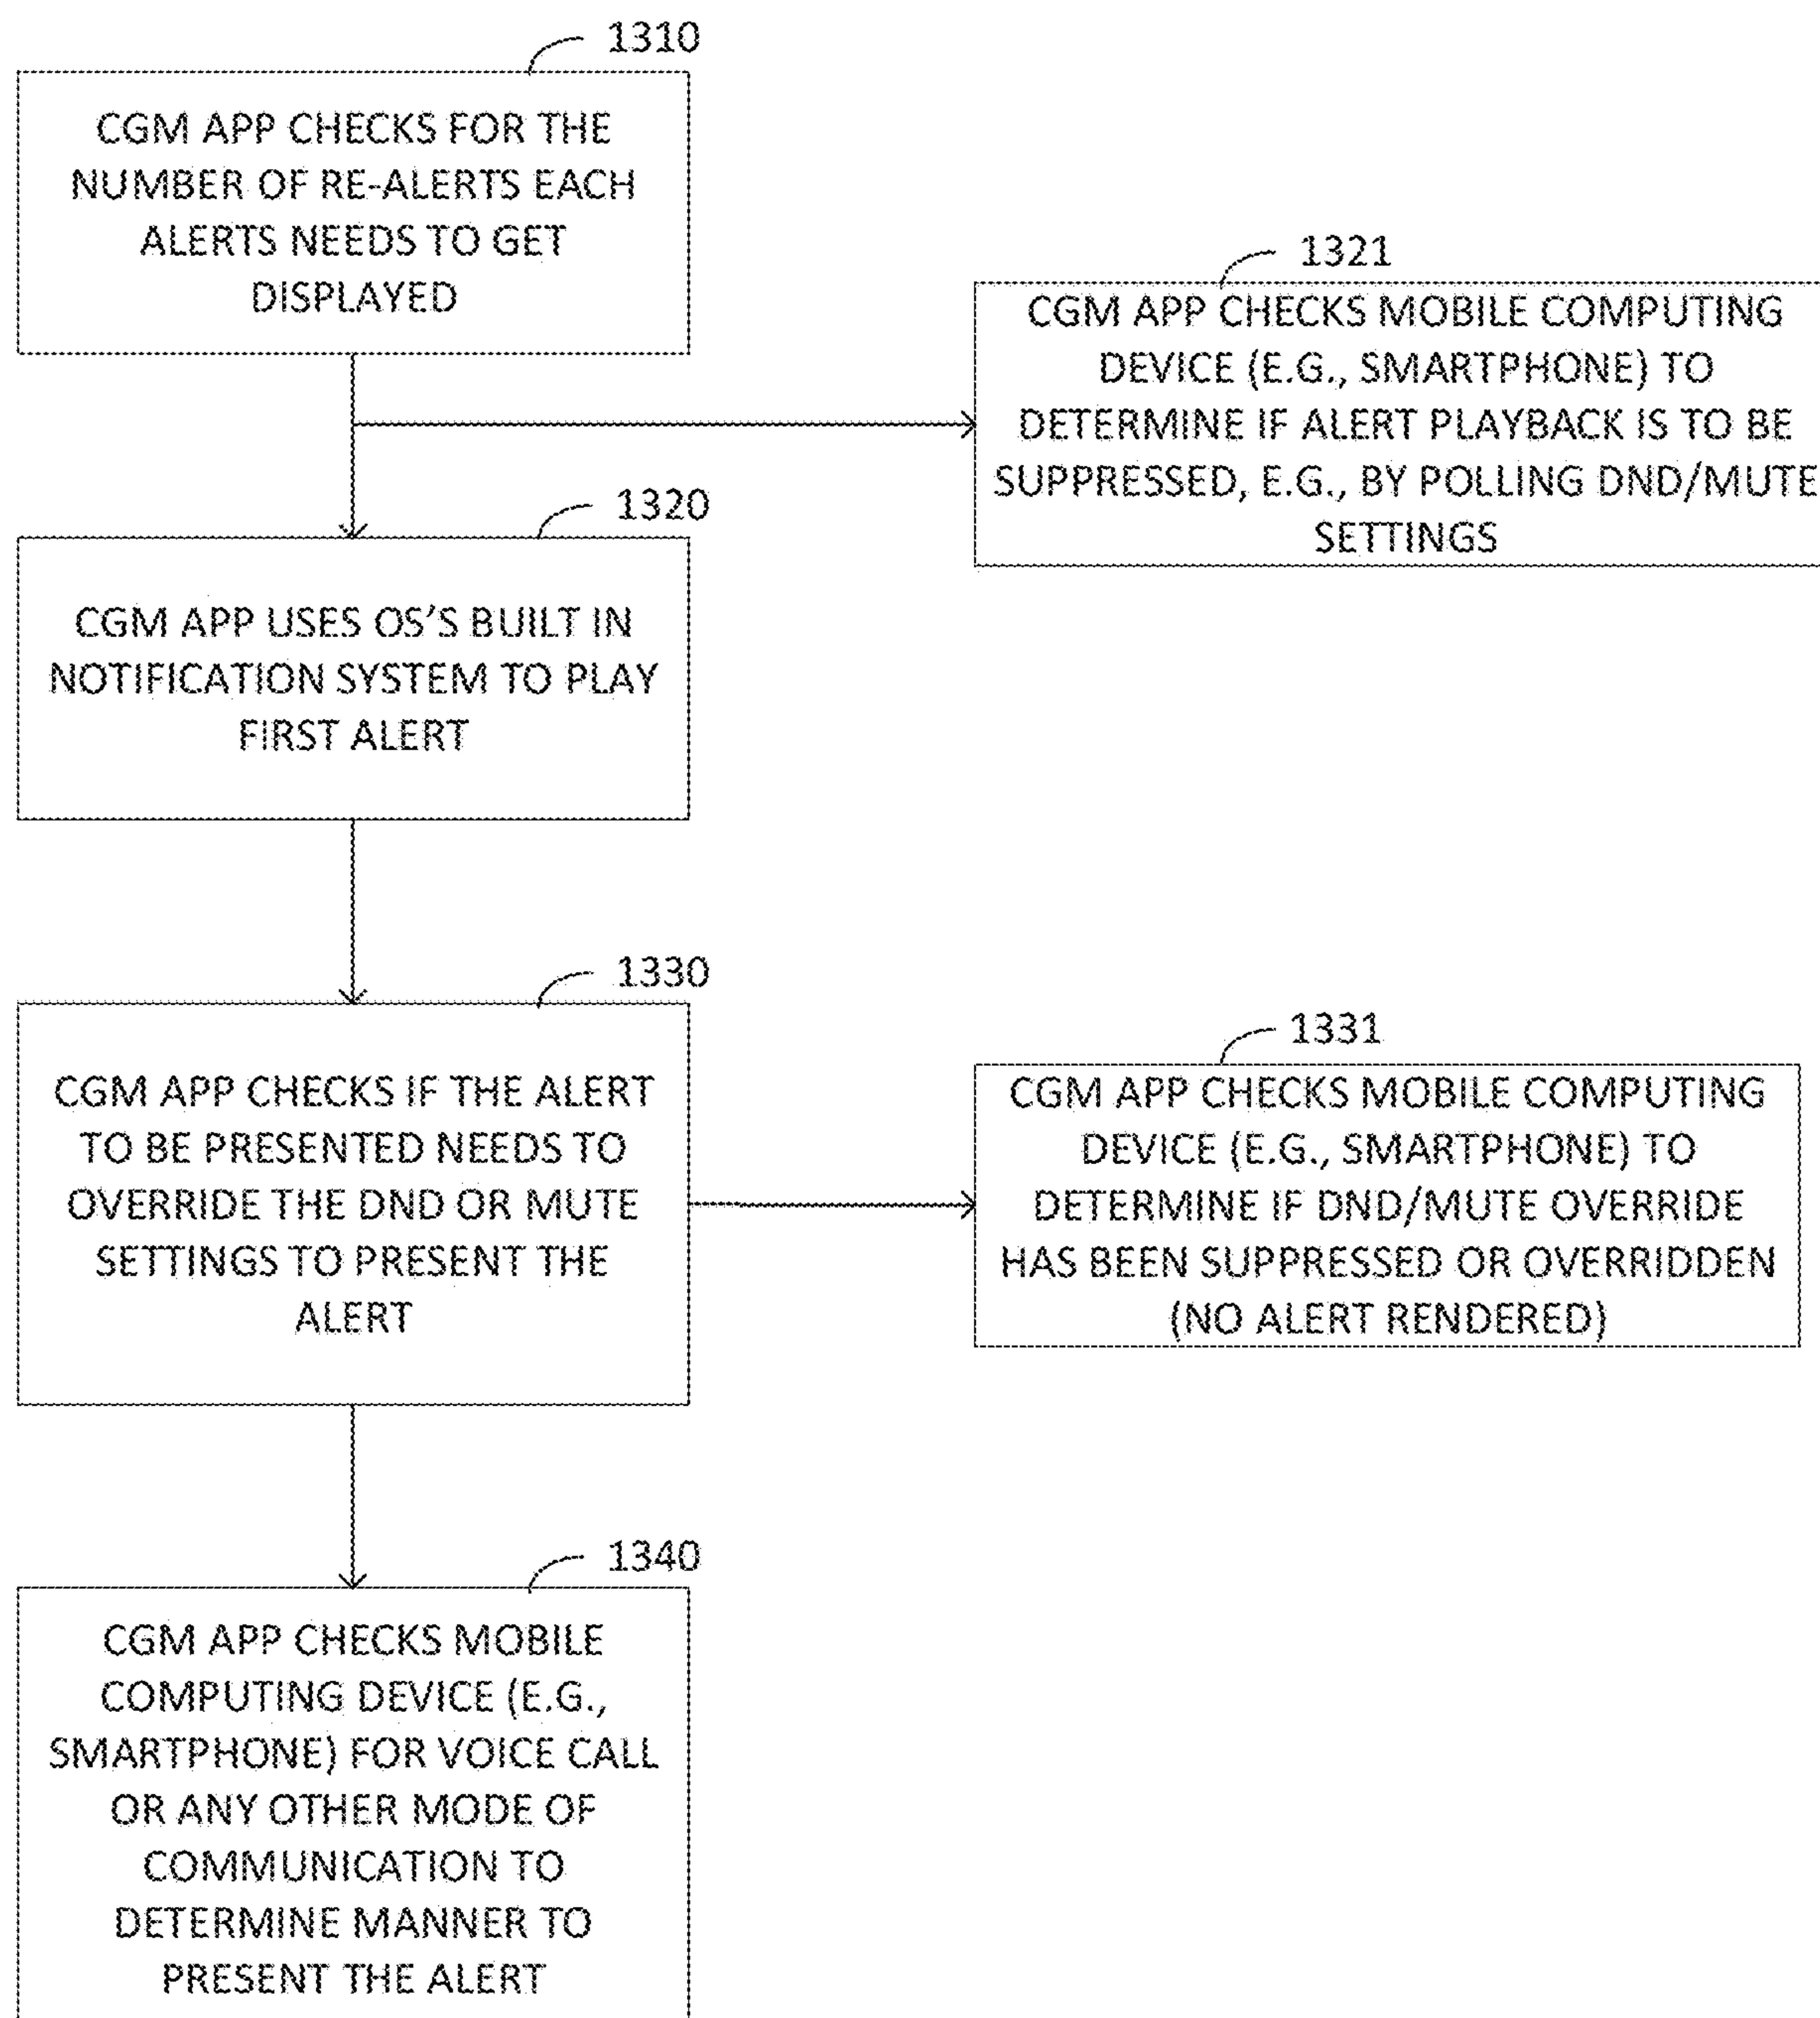 1310
CGM APP CHECKS FOR THE
NUMBER OF RE-ALERTS EACH
ALERTS NEEDS TO GET
DISPLAYED
1321
CGM APP CHECKS MOBILE COMPUTING
DEVICE (E.G., SMARTPHONE) TO
DETERMINE IF ALERT PLAYBACK IS TO BE
SUPPRESSED, E.G., BY POLLING DND/MUTE
SETTINGS
1320
CGM APP USES OS'S BUILT IN
NOTIFICATION SYSTEM TO PLAY
FIRST ALERT
1330
CGM APP CHECKS IF THE ALERT
TO BE PRESENTED NEEDS TO
OVERRIDE THE DND OR MUTE
SETTINGS TO PRESENT THE
ALERT
1331
CGM APP CHECKS MOBILE COMPUTING
DEVICE (E.G., SMARTPHONE) TO
DETERMINE IF DND/MUTE OVERRIDE
HAS BEEN SUPPRESSED OR OVERRIDDEN
(NO ALERT RENDERED)
1340
CGM APP CHECKS MOBILE
COMPUTING DEVICE (E.G.,
SMARTPHONE) FOR VOICE CALL
OR ANY OTHER MODE OF
COMMUNICATION TO
DETERMINE MANNER TO
PRESENT THE ALERT